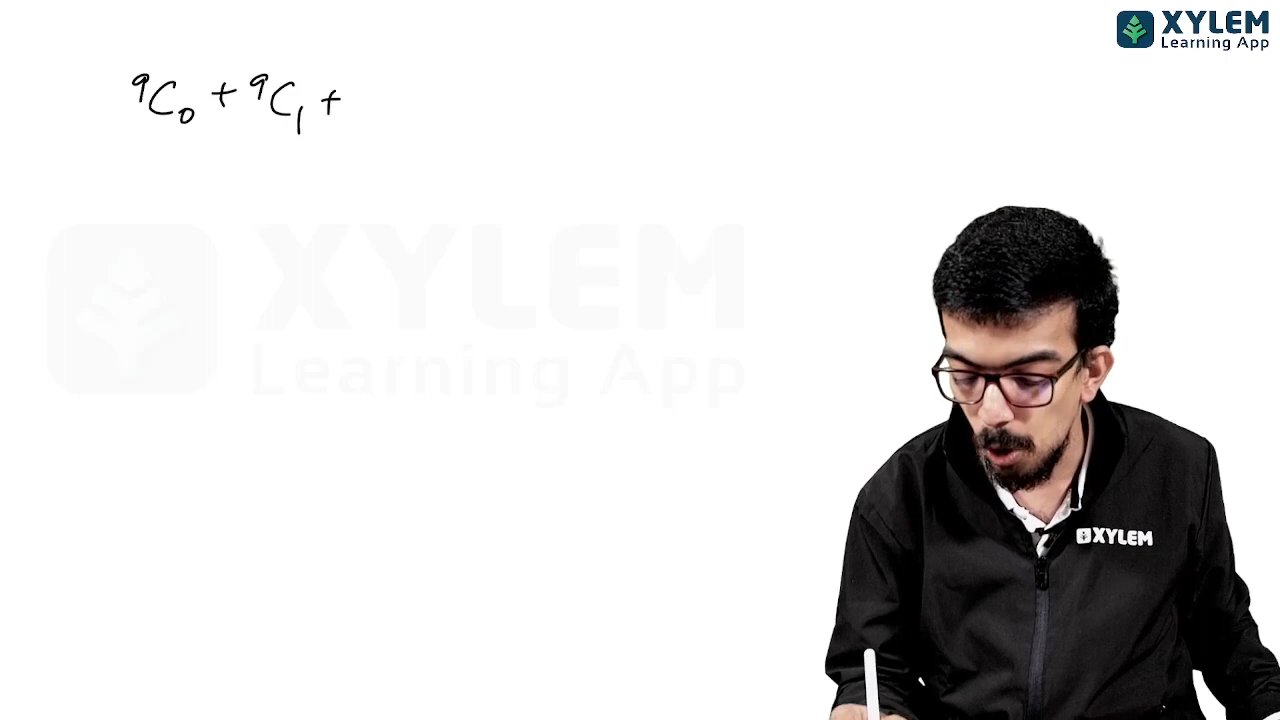 XYLEM
Learning App
⁹C₀ + ⁹C₁ +
XYLEM
Learning App
XYLEM